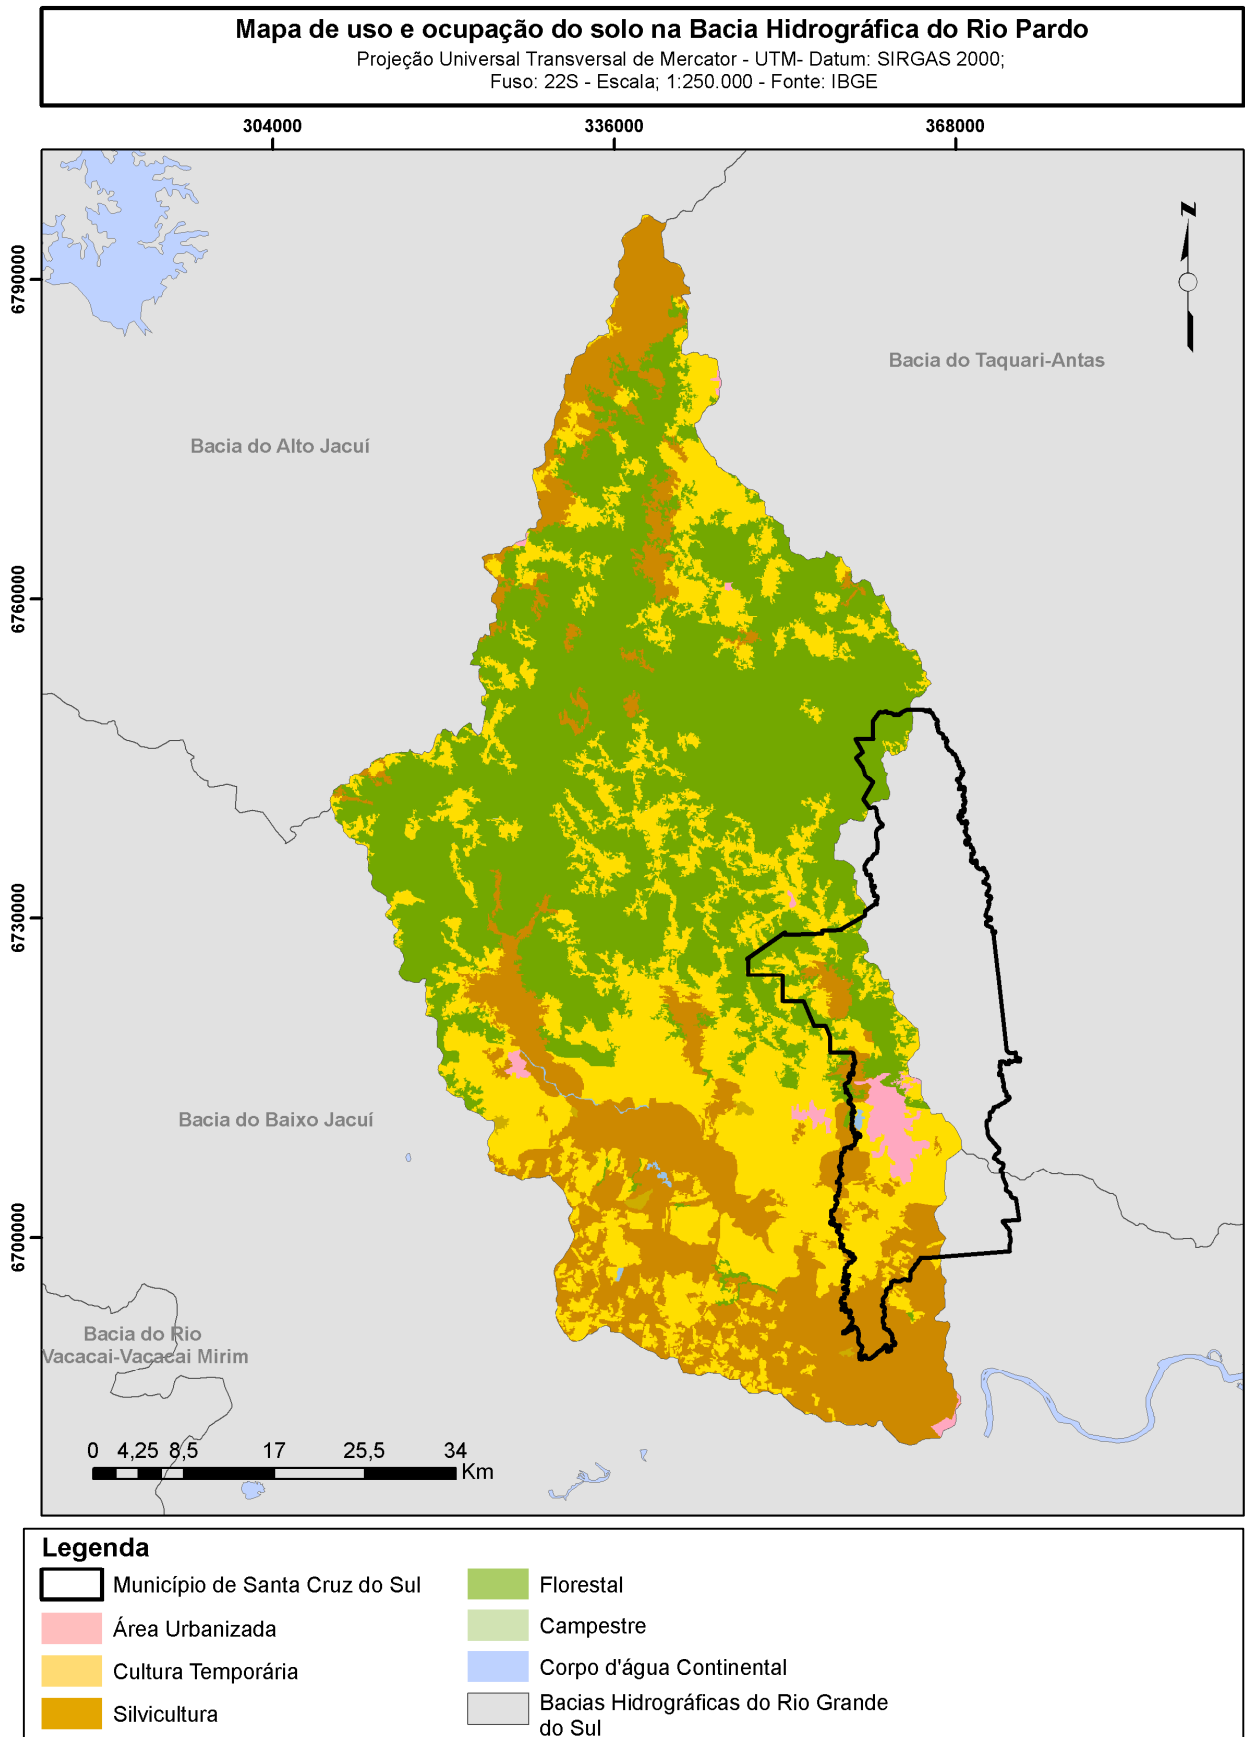 Mapa de uso e ocupação do solo na Bacia Hidrográfica do Rio Pardo
Projeção Universal Transversal de Mercator - UTM- Datum: SIRGAS 2000;
Fuso: 22S - Escala; 1:250.000 - Fonte: IBGE
304000
336000
368000
6790000
6760000
6730000
6700000
N
Bacia do Taquari-Antas
Bacia do Alto Jacuí
Bacia do Baixo Jacuí
Bacia do Rio
Vacacai-Vacacai Mirim
0 4,25 8,5 17 25,5 34
Km
Legenda
Município de Santa Cruz do Sul
Área Urbanizada
Cultura Temporária
Silvicultura
Florestal
Campestre
Corpo d'água Continental
Bacias Hidrográficas do Rio Grande
do Sul